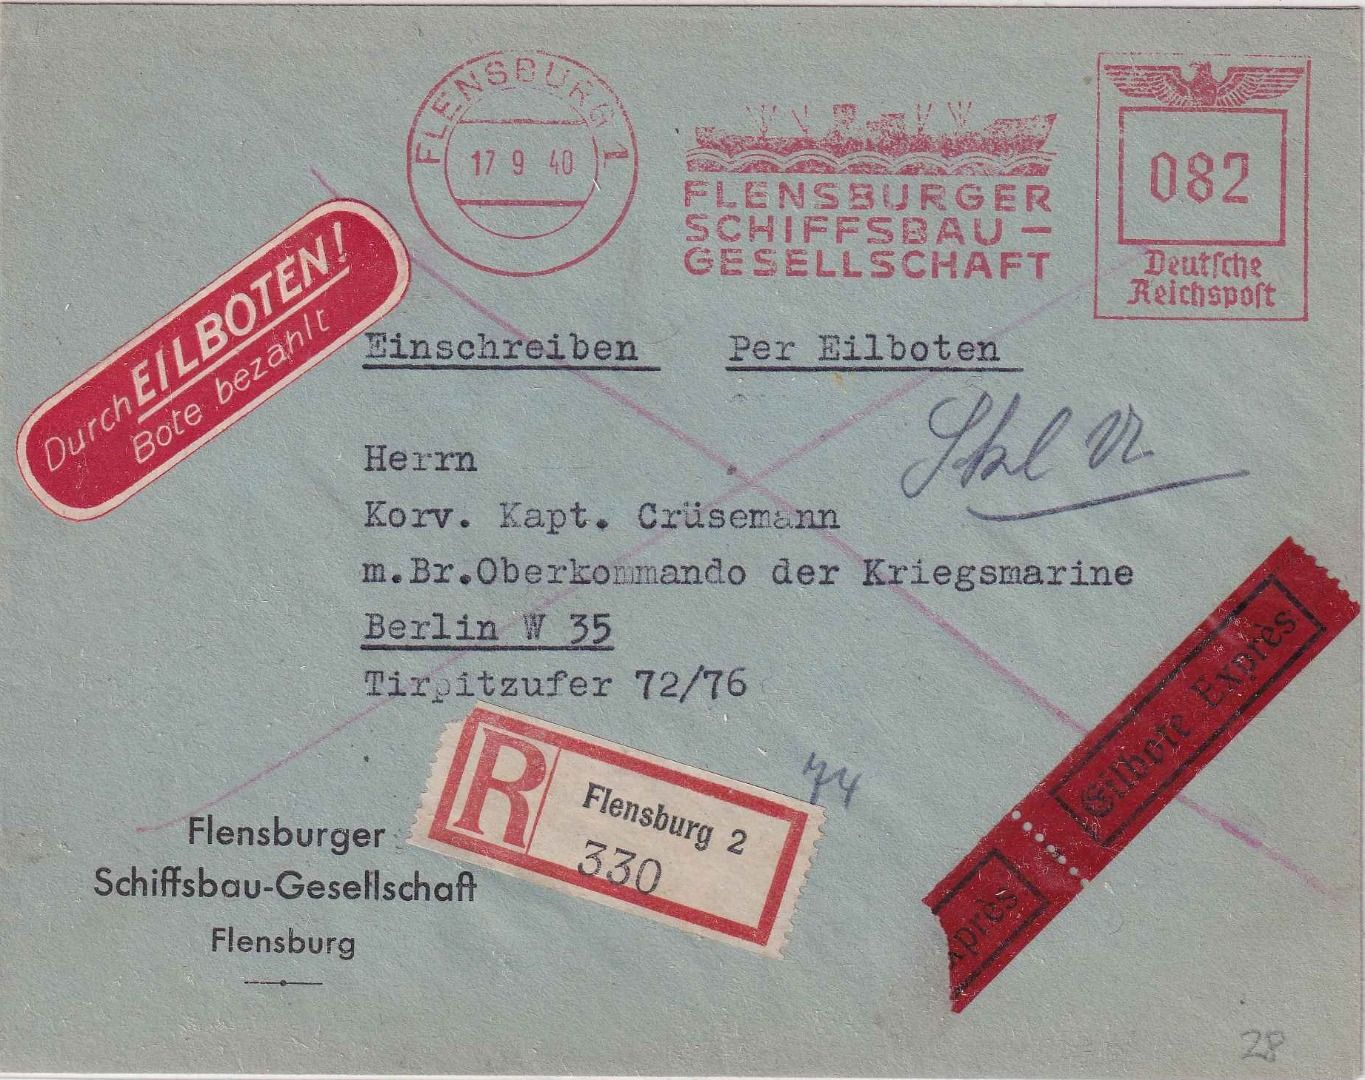 FLENSBURG 1
17 9 40
FLENSBURGER
SCHIFFSBAU-
GESELLSCHAFT
082
Deutsche
Reichspost
Durch EILBOTEN!
Bote bezahlt
Einschreiben Per Eilboten
Herrn
Korv. Kapt. Crüsemann
m.Br.Oberkommando der Kriegsmarine
Berlin W 35
Tirpitzufer 72/76
74
R
Flensburg 2
330
Eilbote Exprès
xprès
Flensburger
Schiffsbau-Gesellschaft
Flensburg
28